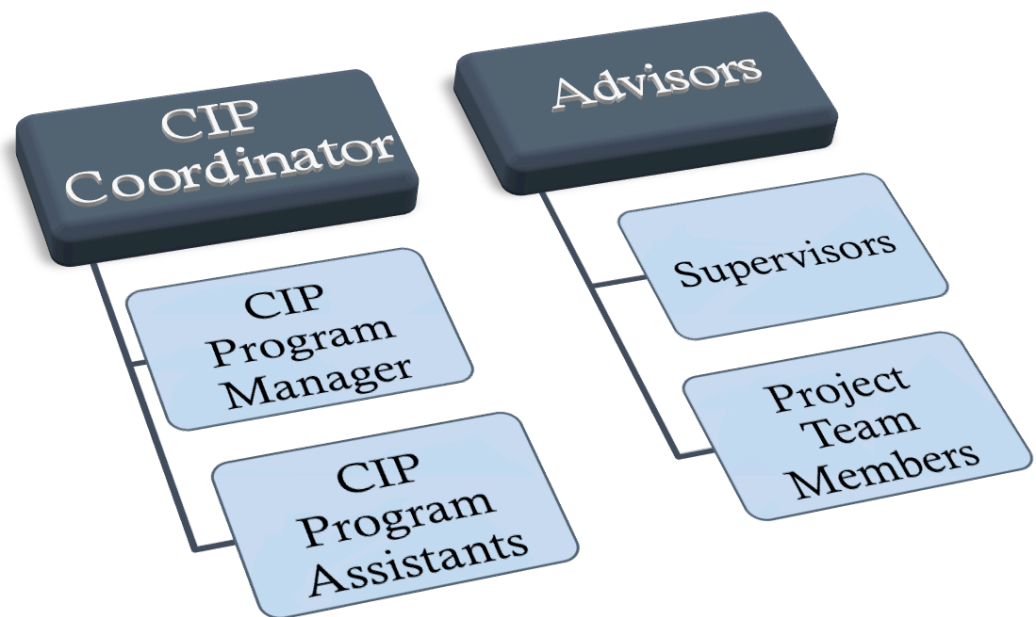 CIP
Coordinator
CIP
Program
Manager
CIP
Program
Assistants
Advisors
Supervisors
Project
Team
Members